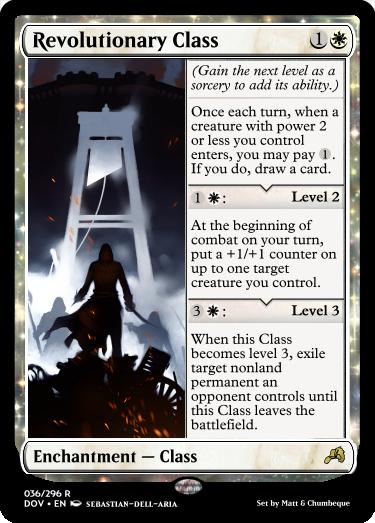 Revolutionary Class 1
(Gain the next level as a
sorcery to add its ability.)
Once each turn, when a
creature with power 2
or less you control
enters, you may pay 1.
If you do, draw a card.
1 : Level 2
At the beginning of
combat on your turn,
put a +1/+1 counter on
up to one target
creature you control.
3 : Level 3
When this Class
becomes level 3, exile
target nonland
permanent an
opponent controls until
this Class leaves the
battlefield.
Enchantment — Class
036/296 R
DOV • EN SEBASTIAN-DELL-ARIA
Set by Matt & Chumbeque